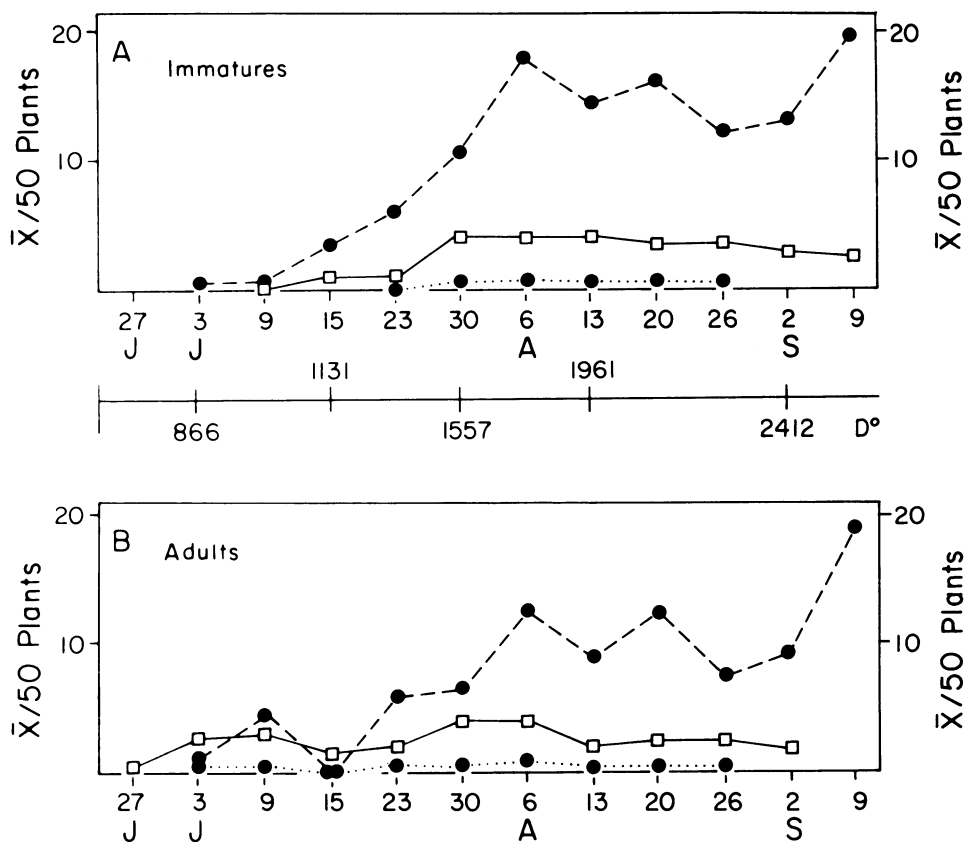 20 20
A Immatures
10 10
X̄/50 Plants X̄/50 Plants
27 3 9 15 23 30 6 13 20 26 2 9
J J A S
1131 1961
866 1557 2412 D°
20 20
B Adults
10 10
X̄/50 Plants X̄/50 Plants
27 3 9 15 23 30 6 13 20 26 2 9
J J A S